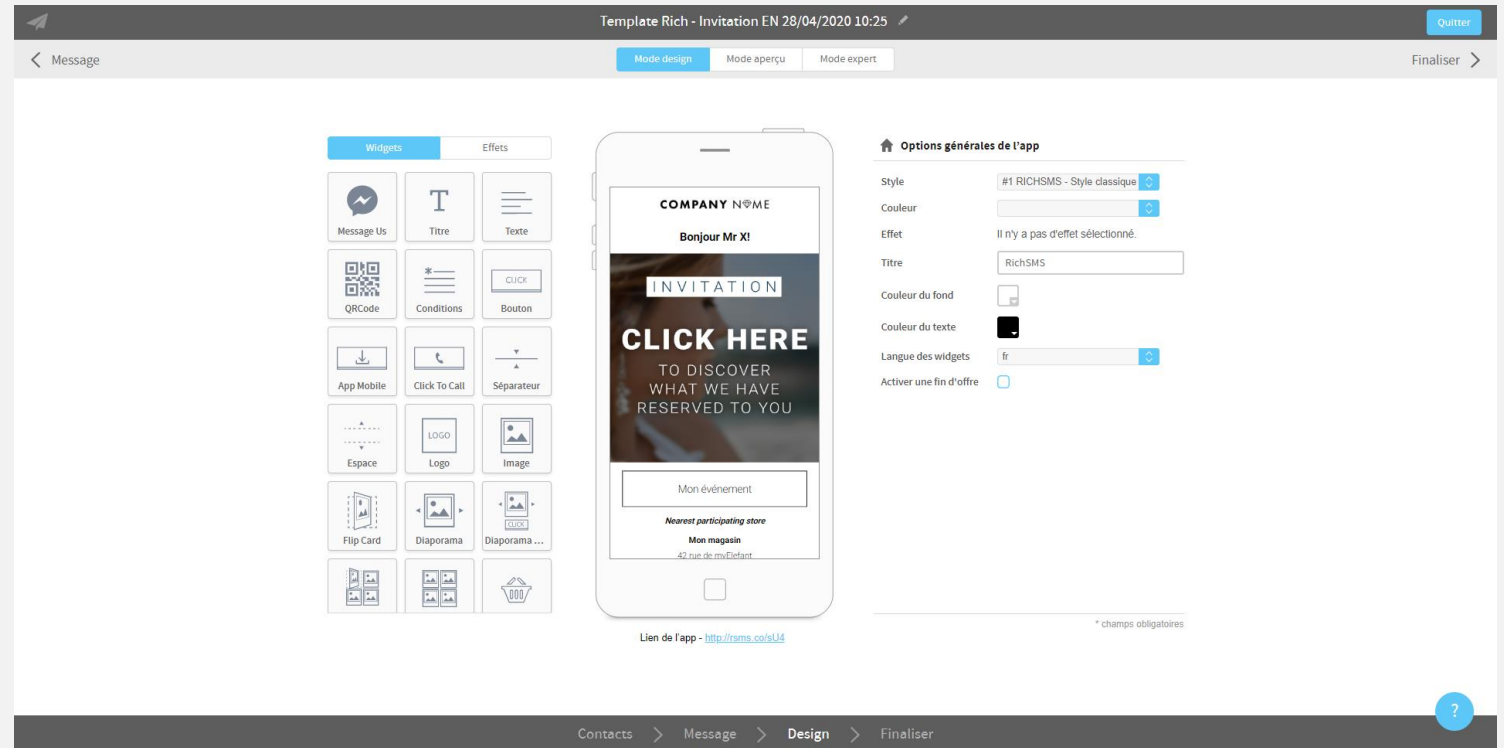 Template Rich - Invitation EN 28/04/2020 10:25
Quitter
Message
Mode design
Mode aperçu
Mode expert
Finaliser
Widgets
Effets
Message Us
Titre
Texte
QRCode
Conditions
CLICK
Bouton
App Mobile
Click To Call
Séparateur
Espace
LOGO
Logo
Image
Flip Card
Diaporama
CLICK
Diaporama ...
COMPANY NAME
Bonjour Mr X!
INVITATION
CLICK HERE
TO DISCOVER
WHAT WE HAVE
RESERVED TO YOU
Mon événement
Nearest participating store
Mon magasin
42 rue de myElefant
Lien de l'app - http://rsms.co/sU4
Options générales de l'app
Style
#1 RICHSMS - Style classique
Couleur
Effet
Il n'y a pas d'effet sélectionné.
Titre
RichSMS
Couleur du fond
Couleur du texte
Langue des widgets
fr
Activer une fin d'offre
* champs obligatoires
?
Contacts
Message
Design
Finaliser